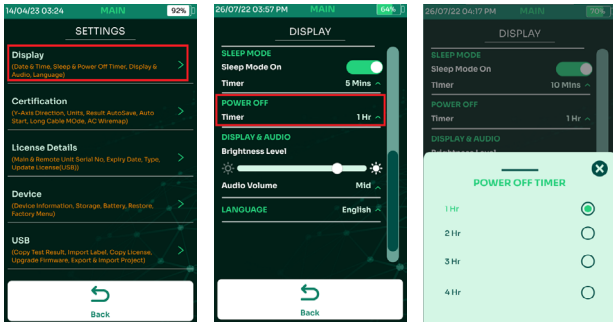 14/04/23 03:24 MAIN 92%
SETTINGS
Display
(Date & Time, Sleep & Power Off Timer, Display &
Audio, Language)
Certification
(Y-Axis Direction, Units, Result AutoSave, Auto
Start, Long Cable MOde, AC Wiremap)
License Details
(Main & Remote Unit Serial No, Expiry Date, Type,
Update License(USB))
Device
(Device Information, Storage, Battery, Restore,
Factory Menu)
USB
(Copy Test Result, Import Label, Copy License,
Upgrade Firmware, Export & Import Project)
Back
26/07/22 03:57 PM MAIN 64%
DISPLAY
SLEEP MODE
Sleep Mode On
Timer 5 Mins
POWER OFF
Timer 1 Hr
DISPLAY & AUDIO
Brightness Level
Audio Volume Mid
LANGUAGE English
Back
26/07/22 04:17 PM MAIN 70%
DISPLAY
SLEEP MODE
Sleep Mode On
Timer 10 Mins
POWER OFF
Timer 1 Hr
DISPLAY & AUDIO
POWER OFF TIMER
1 Hr
2 Hr
3 Hr
4 Hr